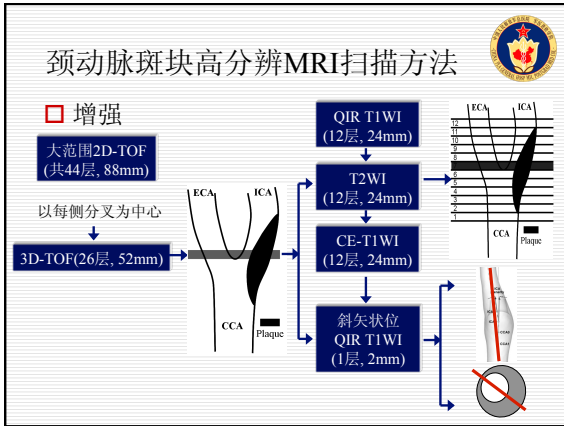 颈动脉斑块高分辨MRI扫描方法
增强
大范围2D-TOF
(共44层, 88mm)
以每侧分叉为中心
3D-TOF(26层, 52mm)
ECA
ICA
CCA
Plaque
QIR T1WI
(12层, 24mm)
T2WI
(12层, 24mm)
CE-T1WI
(12层, 24mm)
斜矢状位
QIR T1WI
(1层, 2mm)
ECA
ICA
12
11
10
9
8
7
6
5
4
3
2
1
CCA
Plaque